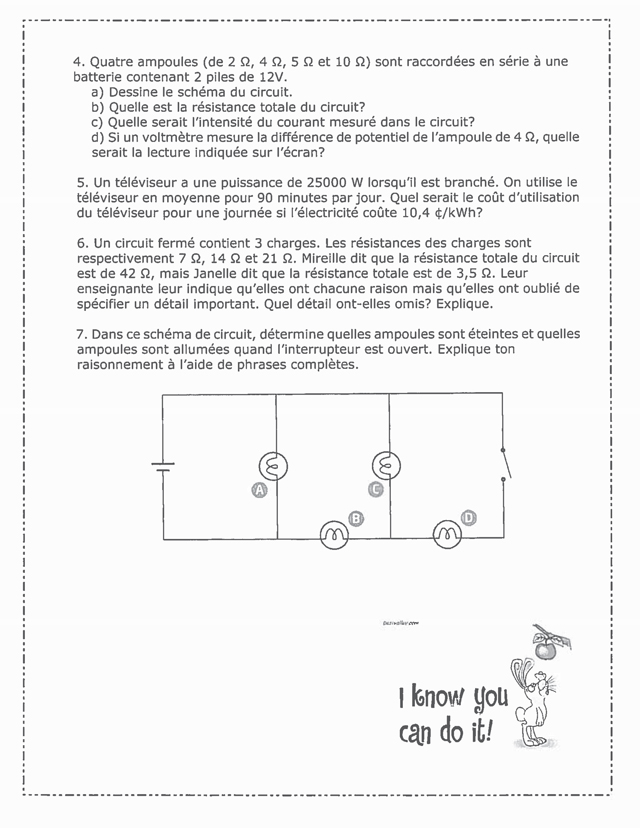 4. Quatre ampoules (de 2 Ω, 4 Ω, 5 Ω et 10 Ω) sont raccordées en série à une
batterie contenant 2 piles de 12V.
a) Dessine le schéma du circuit.
b) Quelle est la résistance totale du circuit?
c) Quelle serait l'intensité du courant mesuré dans le circuit?
d) Si un voltmètre mesure la différence de potentiel de l'ampoule de 4 Ω, quelle
serait la lecture indiquée sur l'écran?
5. Un téléviseur a une puissance de 25000 W lorsqu'il est branché. On utilise le
téléviseur en moyenne pour 90 minutes par jour. Quel serait le coût d'utilisation
du téléviseur pour une journée si l'électricité coûte 10,4 ¢/kWh?
6. Un circuit fermé contient 3 charges. Les résistances des charges sont
respectivement 7 Ω, 14 Ω et 21 Ω. Mireille dit que la résistance totale du circuit
est de 42 Ω, mais Janelle dit que la résistance totale est de 3,5 Ω. Leur
enseignante leur indique qu'elles ont chacune raison mais qu'elles ont oublié de
spécifier un détail important. Quel détail ont-elles omis? Explique.
7. Dans ce schéma de circuit, détermine quelles ampoules sont éteintes et quelles
ampoules sont allumées quand l'interrupteur est ouvert. Explique ton
raisonnement à l'aide de phrases complètes.
A
C
B
D
I know you
can do it!